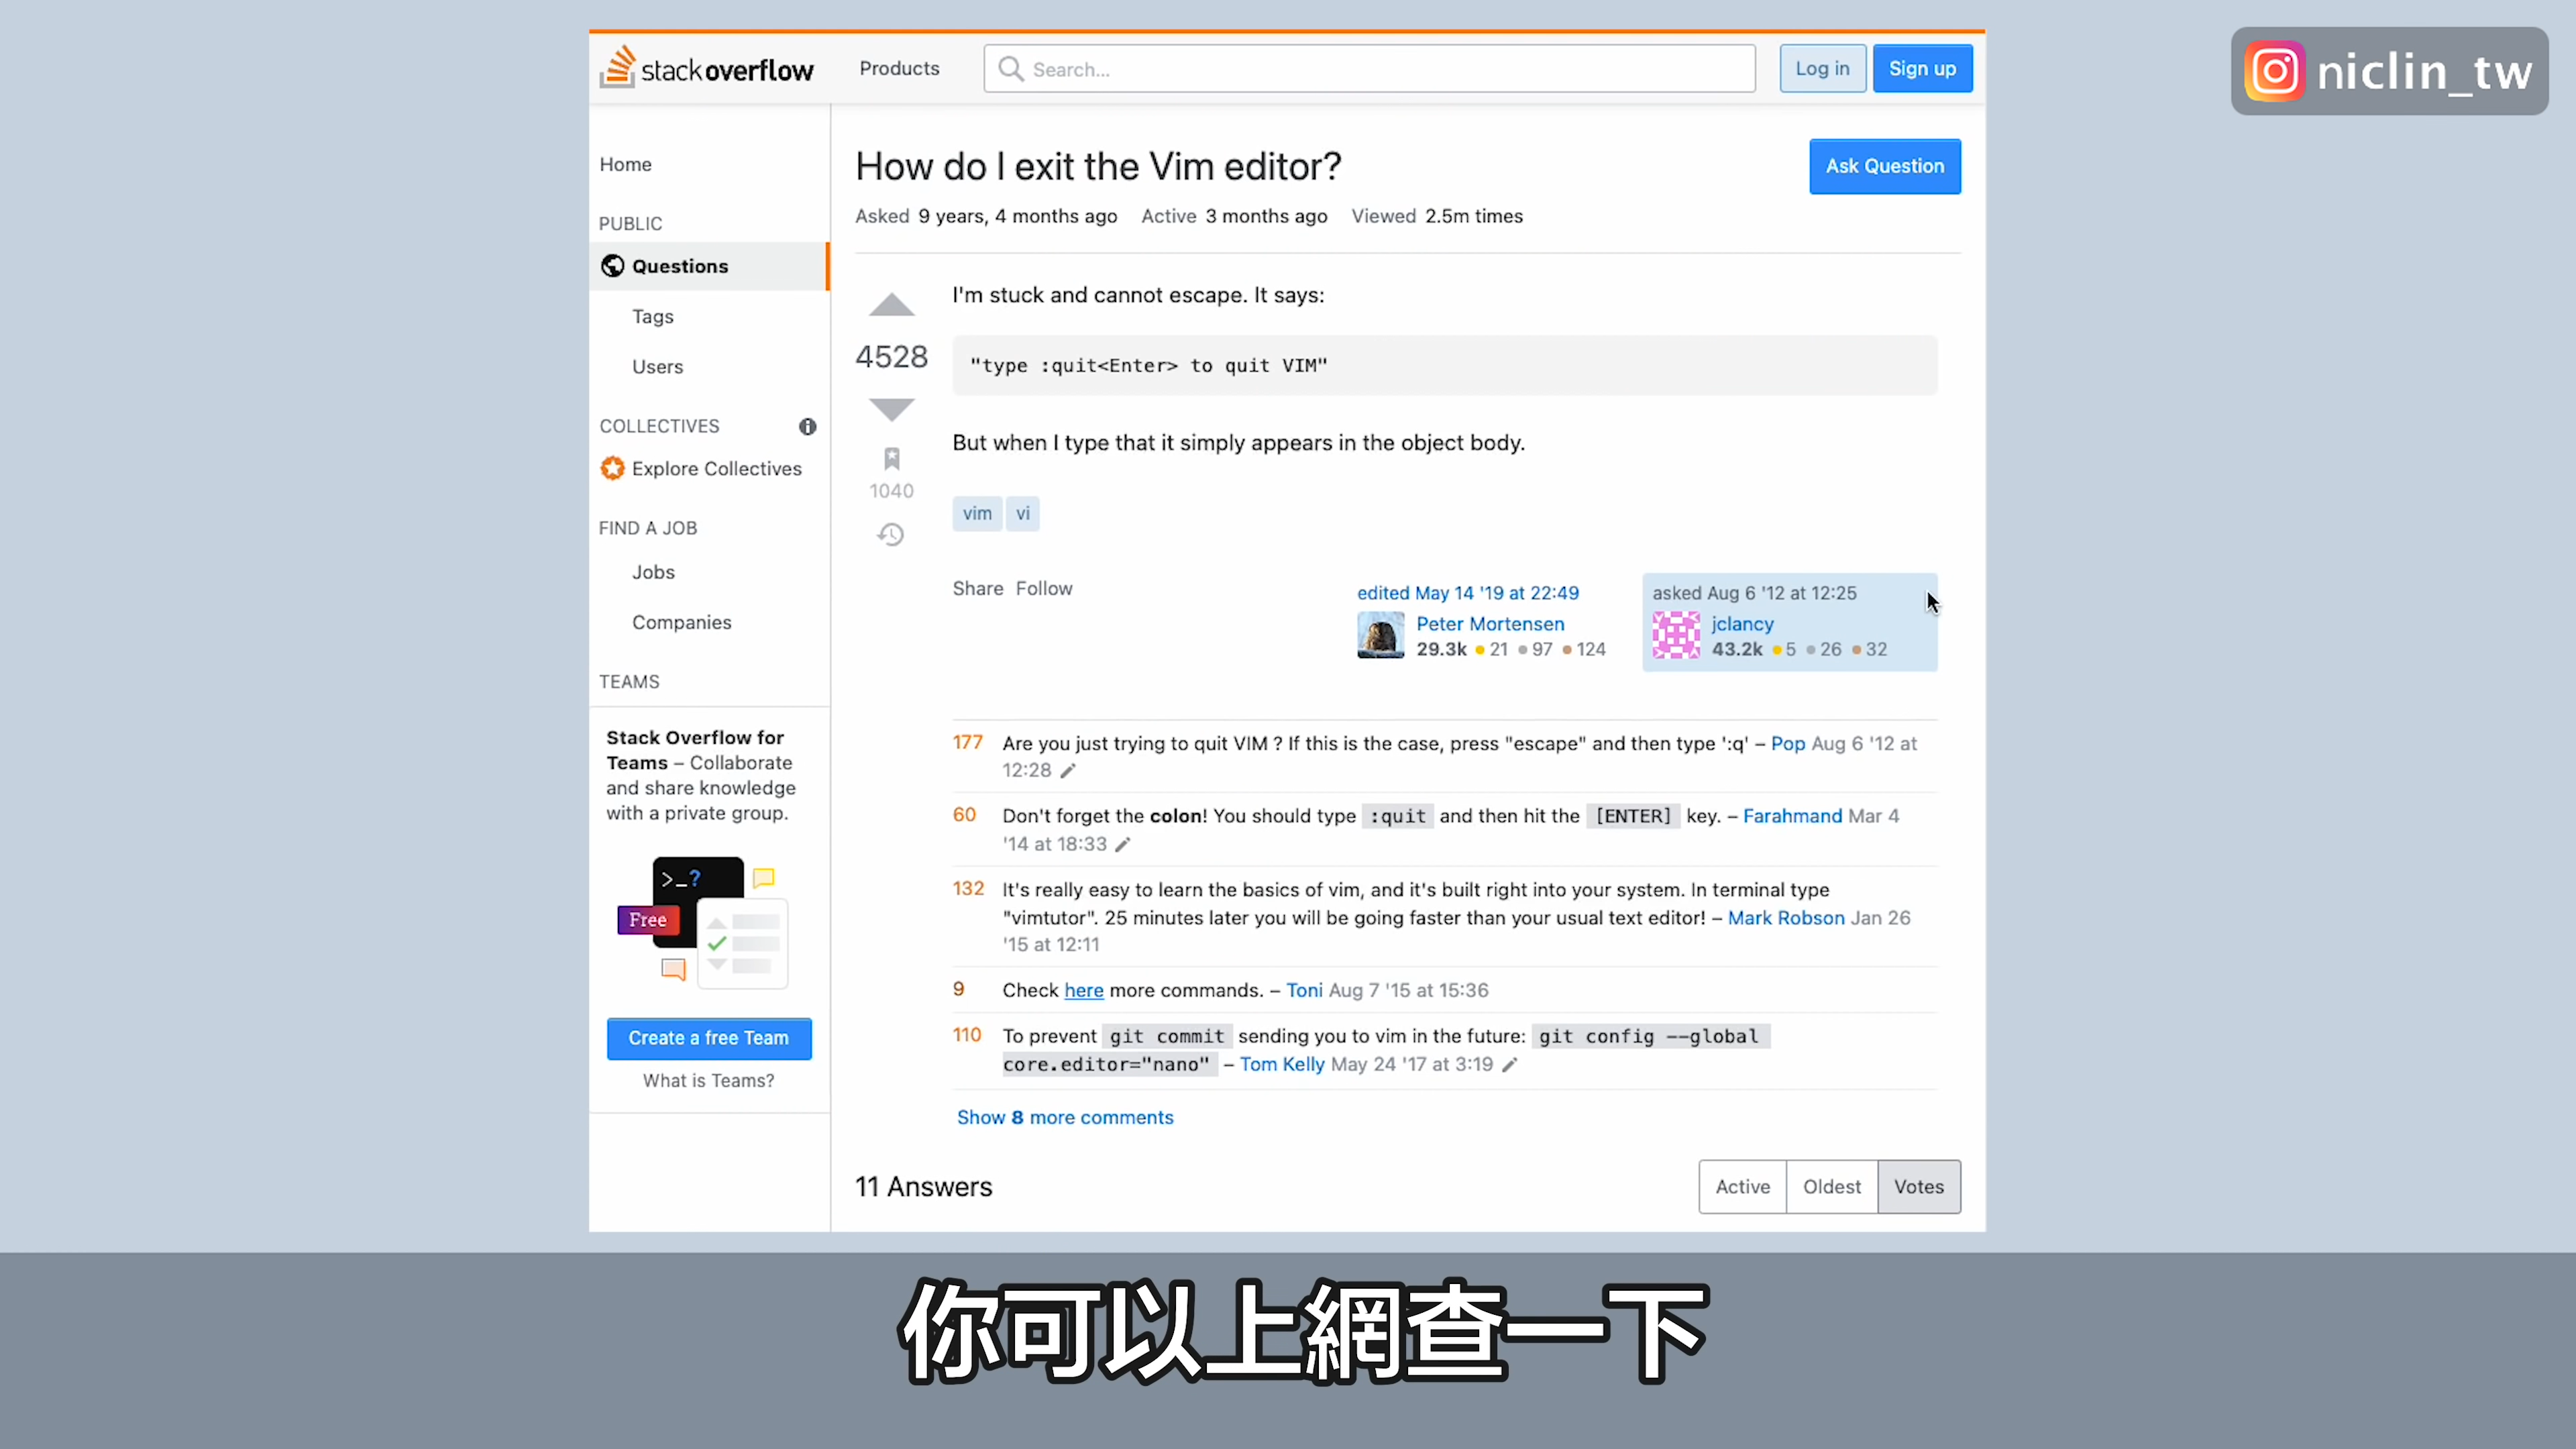 stackoverflow
Products
Search...
Log in
Sign up
niclin_tw
Home
PUBLIC
Questions
Tags
Users
COLLECTIVES
Explore Collectives
FIND A JOB
Jobs
Companies
TEAMS
Stack Overflow for
Teams – Collaborate
and share knowledge
with a private group.
>_?
Free
Create a free Team
What is Teams?
How do I exit the Vim editor?
Ask Question
Asked 9 years, 4 months ago Active 3 months ago Viewed 2.5m times
4528
1040
I'm stuck and cannot escape. It says:
"type :quit<Enter> to quit VIM"
But when I type that it simply appears in the object body.
vim vi
Share Follow
edited May 14 '19 at 22:49
Peter Mortensen
29.3k 21 97 124
asked Aug 6 '12 at 12:25
jclancy
43.2k 5 26 32
177 Are you just trying to quit VIM ? If this is the case, press "escape" and then type ':q' – Pop Aug 6 '12 at
12:28
60 Don't forget the colon! You should type :quit and then hit the [ENTER] key. – Farahmand Mar 4
'14 at 18:33
132 It's really easy to learn the basics of vim, and it's built right into your system. In terminal type
"vimtutor". 25 minutes later you will be going faster than your usual text editor! – Mark Robson Jan 26
'15 at 12:11
9 Check here more commands. – Toni Aug 7 '15 at 15:36
110 To prevent git commit sending you to vim in the future: git config --global
core.editor="nano" – Tom Kelly May 24 '17 at 3:19
Show 8 more comments
11 Answers
Active Oldest Votes
你可以上網查一下